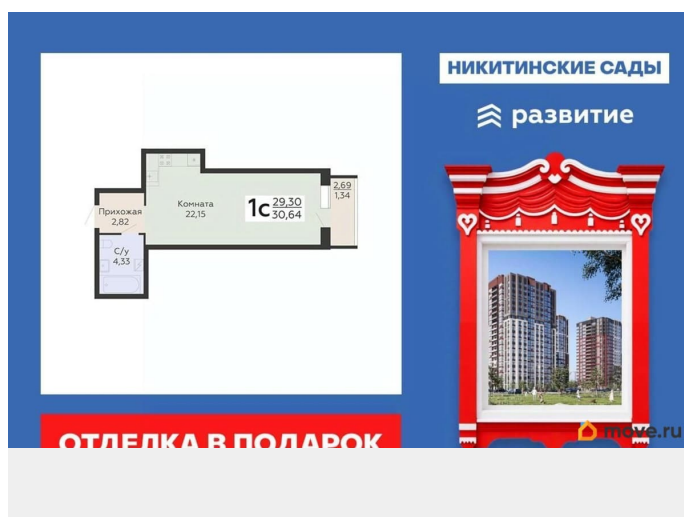 НИКИТИНСКИЕ САДЫ
развитие
Прихожая
2,82
С/у
4,33
Комната
22,15
1с
29,30
30,64
2,69
1,34
ОТДЕЛКА В ПОДАРОК
move.ru